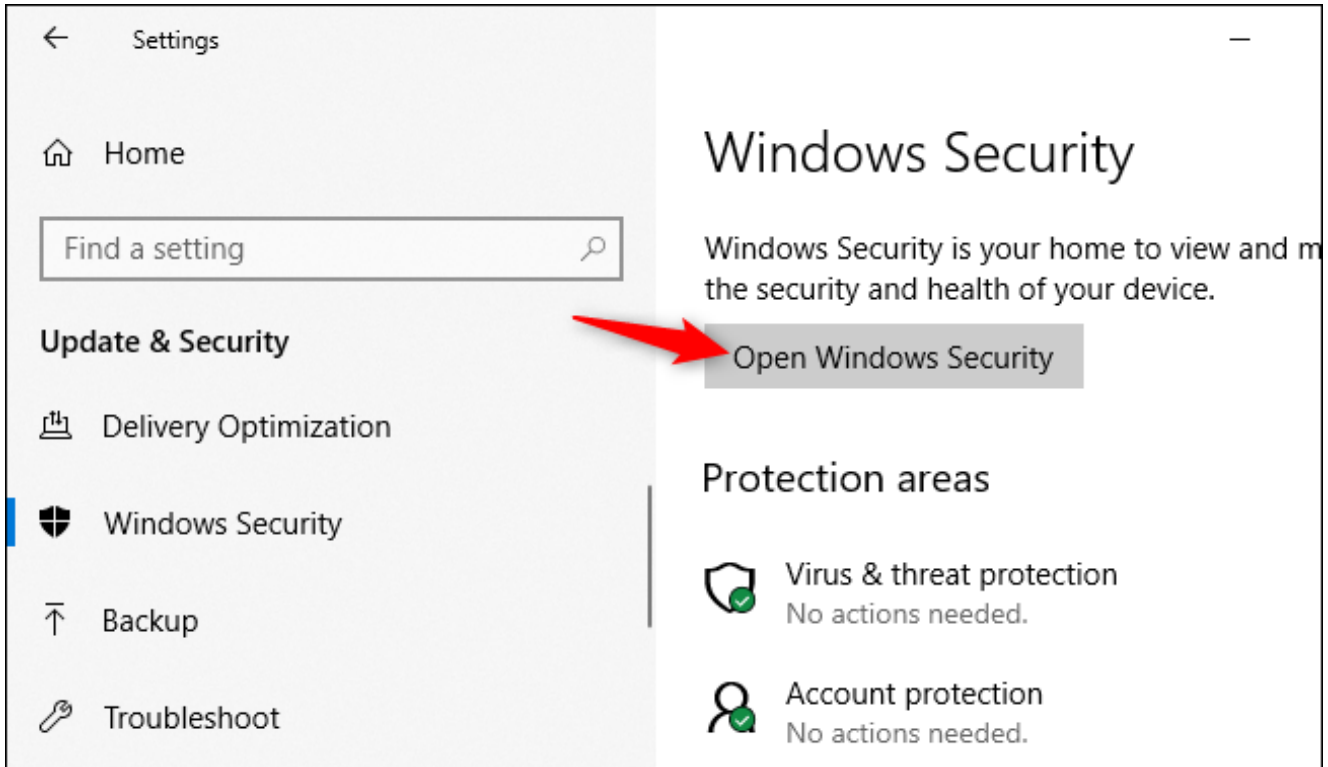 Settings
Home
Find a setting
Update & Security
Delivery Optimization
Windows Security
Backup
Troubleshoot
Windows Security
Windows Security is your home to view and m
the security and health of your device.
Open Windows Security
Protection areas
Virus & threat protection
No actions needed.
Account protection
No actions needed.